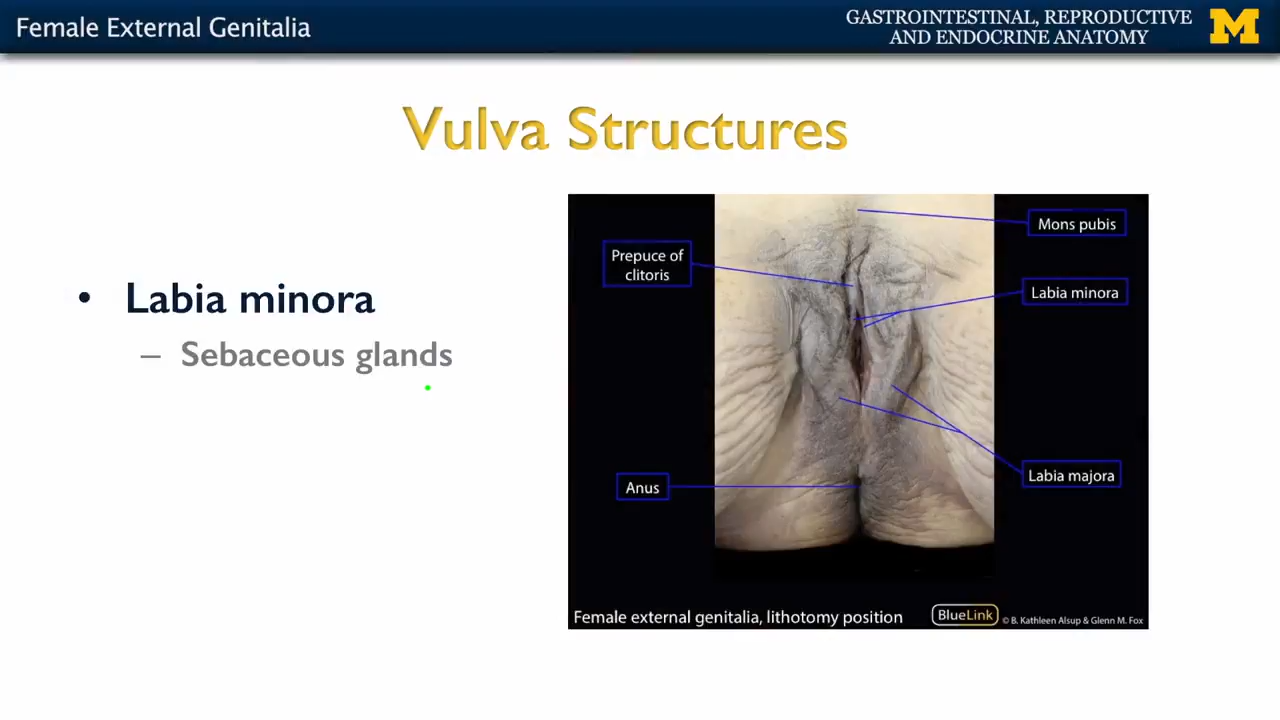 Female External Genitalia
GASTROINTESTINAL, REPRODUCTIVE
AND ENDOCRINE ANATOMY
M
Vulva Structures
• Labia minora
– Sebaceous glands
Mons pubis
Prepuce of
clitoris
Labia minora
Labia majora
Anus
Female external genitalia, lithotomy position
BlueLink
© B. Kathleen Alsup & Glenn M. Fox